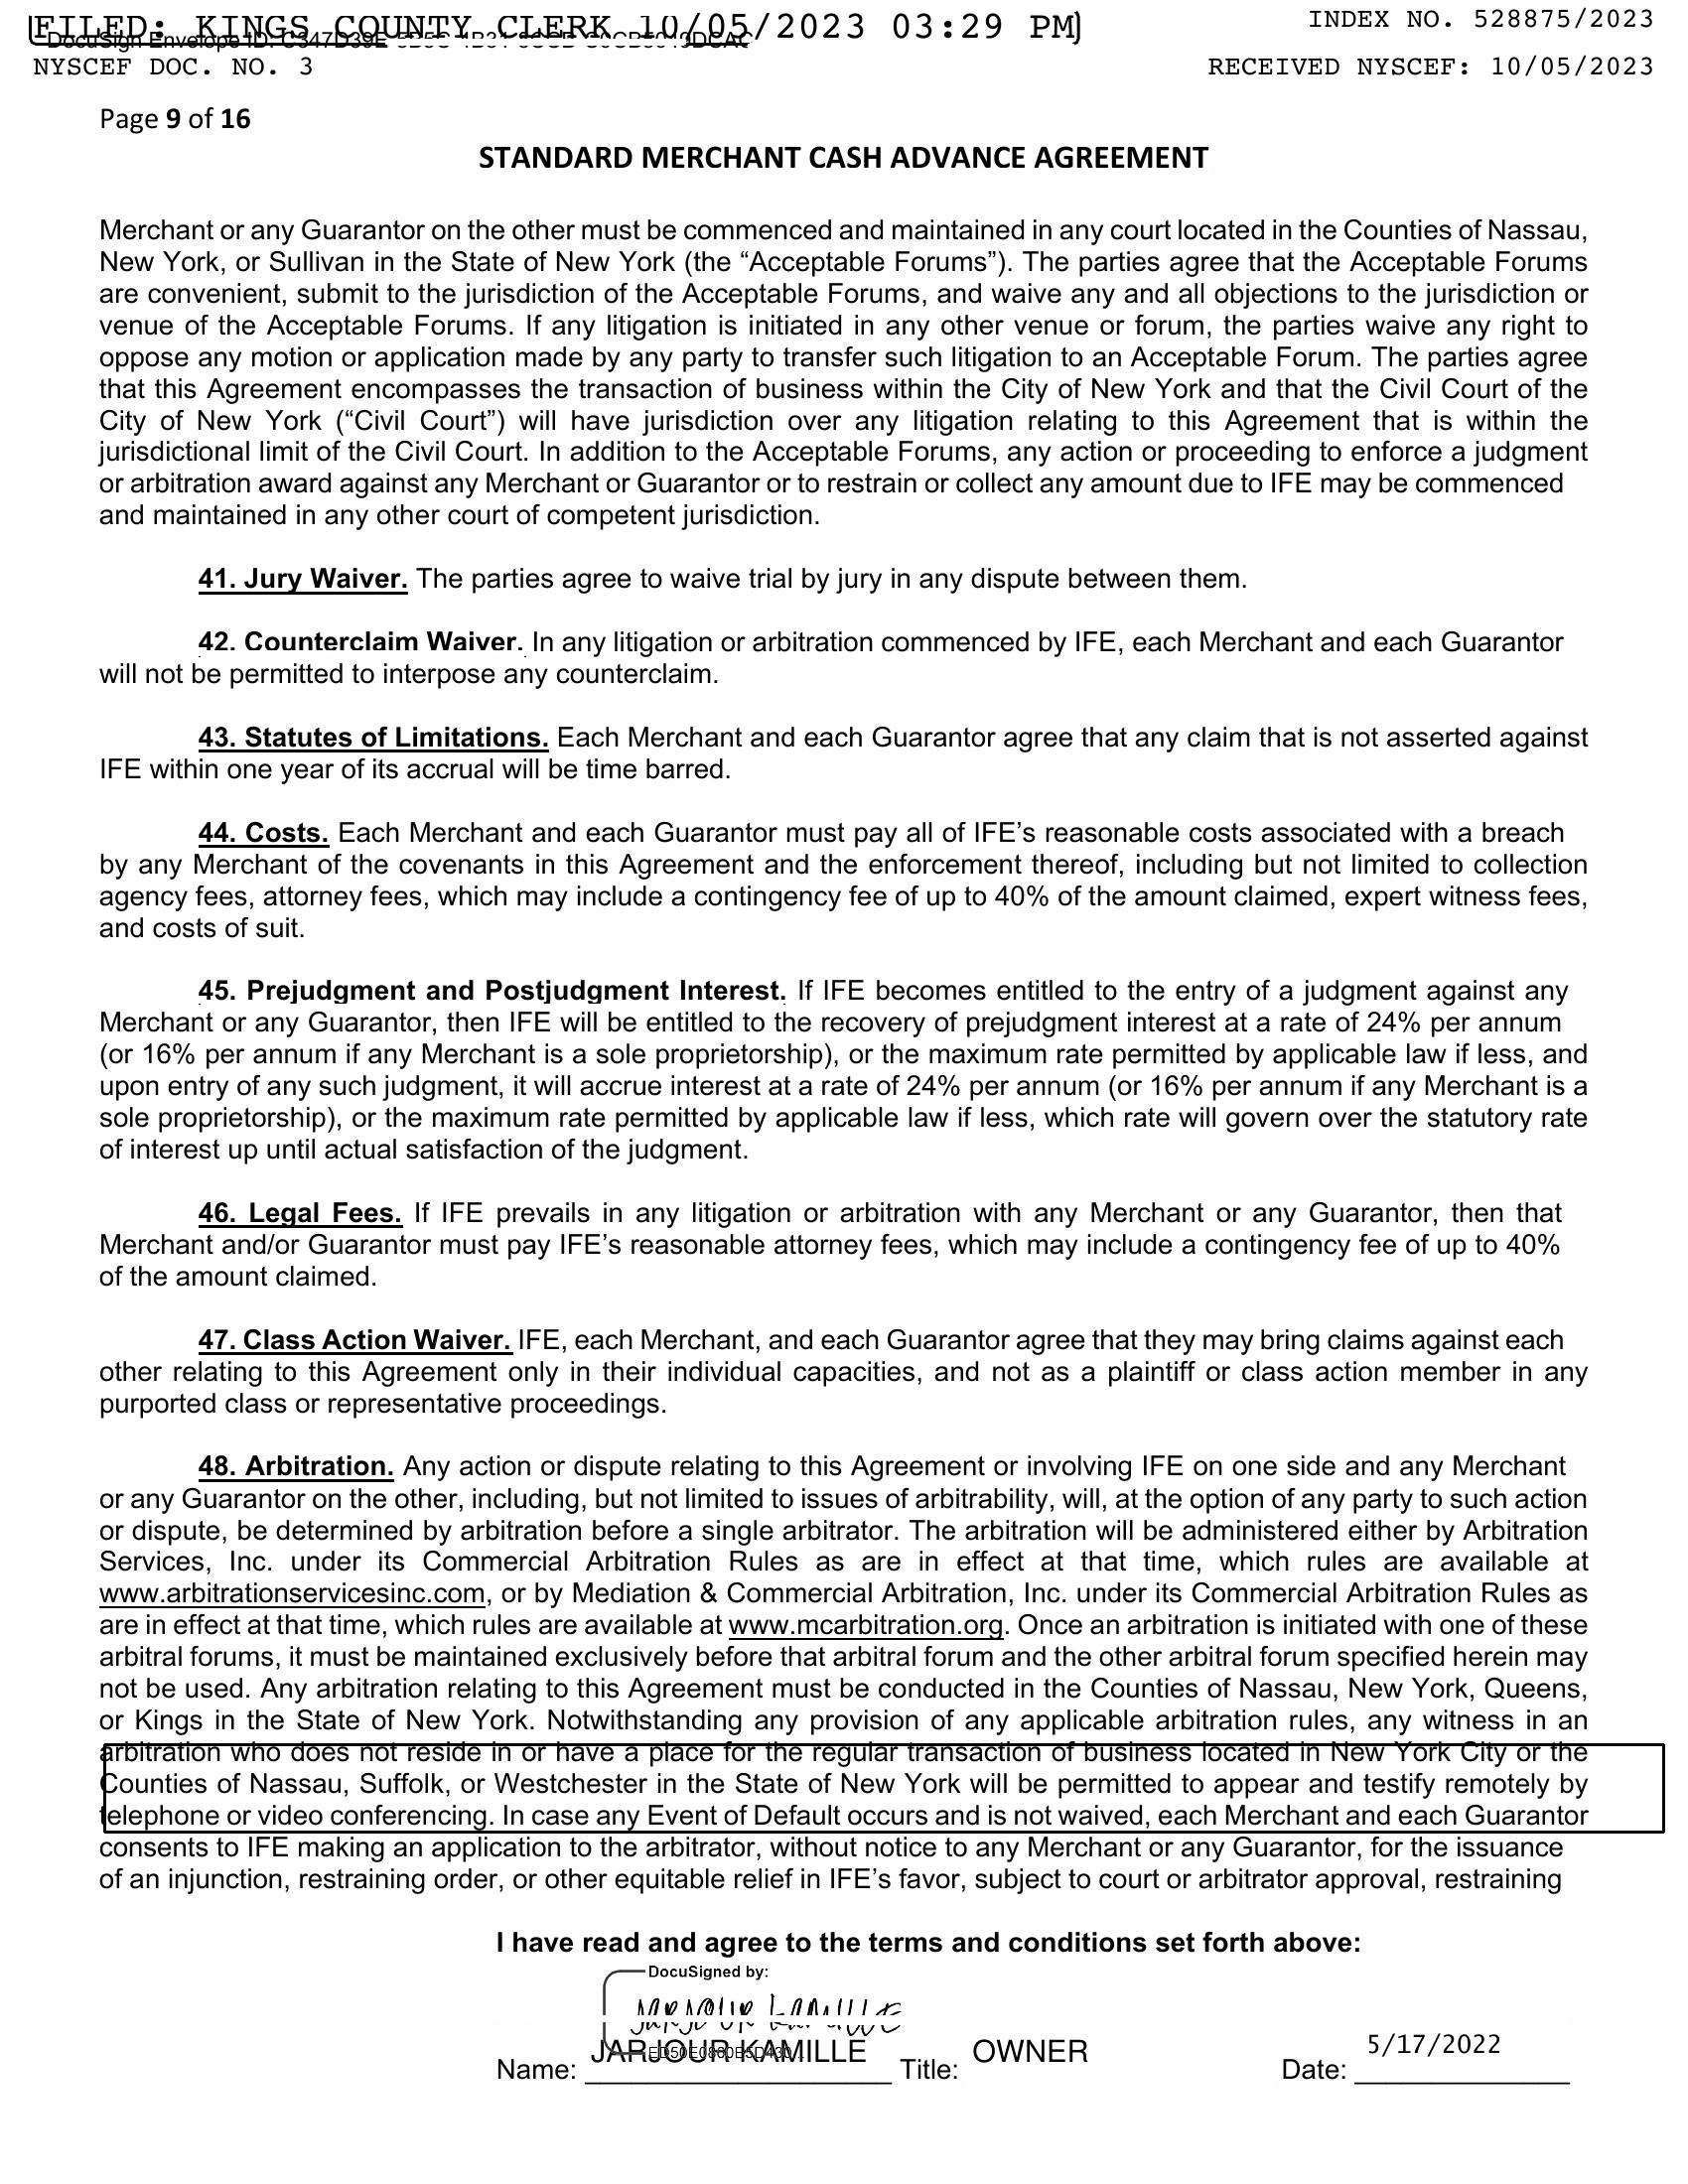 FILED: KINGS COUNTY CLERK 10/05/2023 03:29 PM
INDEX NO. 528875/2023
DocuSign Envelope ID:
NYSCEF DOC. NO. 3
RECEIVED NYSCEF: 10/05/2023
Page 9 of 16
STANDARD MERCHANT CASH ADVANCE AGREEMENT
Merchant or any Guarantor on the other must be commenced and maintained in any court located in the Counties of Nassau,
New York, or Sullivan in the State of New York (the “Acceptable Forums”). The parties agree that the Acceptable Forums
are convenient, submit to the jurisdiction of the Acceptable Forums, and waive any and all objections to the jurisdiction or
venue of the Acceptable Forums. If any litigation is initiated in any other venue or forum, the parties waive any right to
oppose any motion or application made by any party to transfer such litigation to an Acceptable Forum. The parties agree
that this Agreement encompasses the transaction of business within the City of New York and that the Civil Court of the
City of New York (“Civil Court”) will have jurisdiction over any litigation relating to this Agreement that is within the
jurisdictional limit of the Civil Court. In addition to the Acceptable Forums, any action or proceeding to enforce a judgment
or arbitration award against any Merchant or Guarantor or to restrain or collect any amount due to IFE may be commenced
and maintained in any other court of competent jurisdiction.
41. Jury Waiver. The parties agree to waive trial by jury in any dispute between them.
42. Counterclaim Waiver. In any litigation or arbitration commenced by IFE, each Merchant and each Guarantor
will not be permitted to interpose any counterclaim.
43. Statutes of Limitations. Each Merchant and each Guarantor agree that any claim that is not asserted against
IFE within one year of its accrual will be time barred.
44. Costs. Each Merchant and each Guarantor must pay all of IFE’s reasonable costs associated with a breach
by any Merchant of the covenants in this Agreement and the enforcement thereof, including but not limited to collection
agency fees, attorney fees, which may include a contingency fee of up to 40% of the amount claimed, expert witness fees,
and costs of suit.
45. Prejudgment and Postjudgment Interest. If IFE becomes entitled to the entry of a judgment against any
Merchant or any Guarantor, then IFE will be entitled to the recovery of prejudgment interest at a rate of 24% per annum
(or 16% per annum if any Merchant is a sole proprietorship), or the maximum rate permitted by applicable law if less, and
upon entry of any such judgment, it will accrue interest at a rate of 24% per annum (or 16% per annum if any Merchant is a
sole proprietorship), or the maximum rate permitted by applicable law if less, which rate will govern over the statutory rate
of interest up until actual satisfaction of the judgment.
46. Legal Fees. If IFE prevails in any litigation or arbitration with any Merchant or any Guarantor, then that
Merchant and/or Guarantor must pay IFE’s reasonable attorney fees, which may include a contingency fee of up to 40%
of the amount claimed.
47. Class Action Waiver. IFE, each Merchant, and each Guarantor agree that they may bring claims against each
other relating to this Agreement only in their individual capacities, and not as a plaintiff or class action member in any
purported class or representative proceedings.
48. Arbitration. Any action or dispute relating to this Agreement or involving IFE on one side and any Merchant
or any Guarantor on the other, including, but not limited to issues of arbitrability, will, at the option of any party to such action
or dispute, be determined by arbitration before a single arbitrator. The arbitration will be administered either by Arbitration
Services, Inc. under its Commercial Arbitration Rules as are in effect at that time, which rules are available at
www.arbitrationservicesinc.com, or by Mediation & Commercial Arbitration, Inc. under its Commercial Arbitration Rules as
are in effect at that time, which rules are available at www.mcarbitration.org. Once an arbitration is initiated with one of these
arbitral forums, it must be maintained exclusively before that arbitral forum and the other arbitral forum specified herein may
not be used. Any arbitration relating to this Agreement must be conducted in the Counties of Nassau, New York, Queens,
or Kings in the State of New York. Notwithstanding any provision of any applicable arbitration rules, any witness in an
arbitration who does not reside in or have a place for the regular transaction of business located in New York City or the
Counties of Nassau, Suffolk, or Westchester in the State of New York will be permitted to appear and testify remotely by
telephone or video conferencing. In case any Event of Default occurs and is not waived, each Merchant and each Guarantor
consents to IFE making an application to the arbitrator, without notice to any Merchant or any Guarantor, for the issuance
of an injunction, restraining order, or other equitable relief in IFE’s favor, subject to court or arbitrator approval, restraining
I have read and agree to the terms and conditions set forth above:
DocuSigned by:
JARJOUR KAMILLE
Name: JARJOUR KAMILLE Title: OWNER Date: 5/17/2022